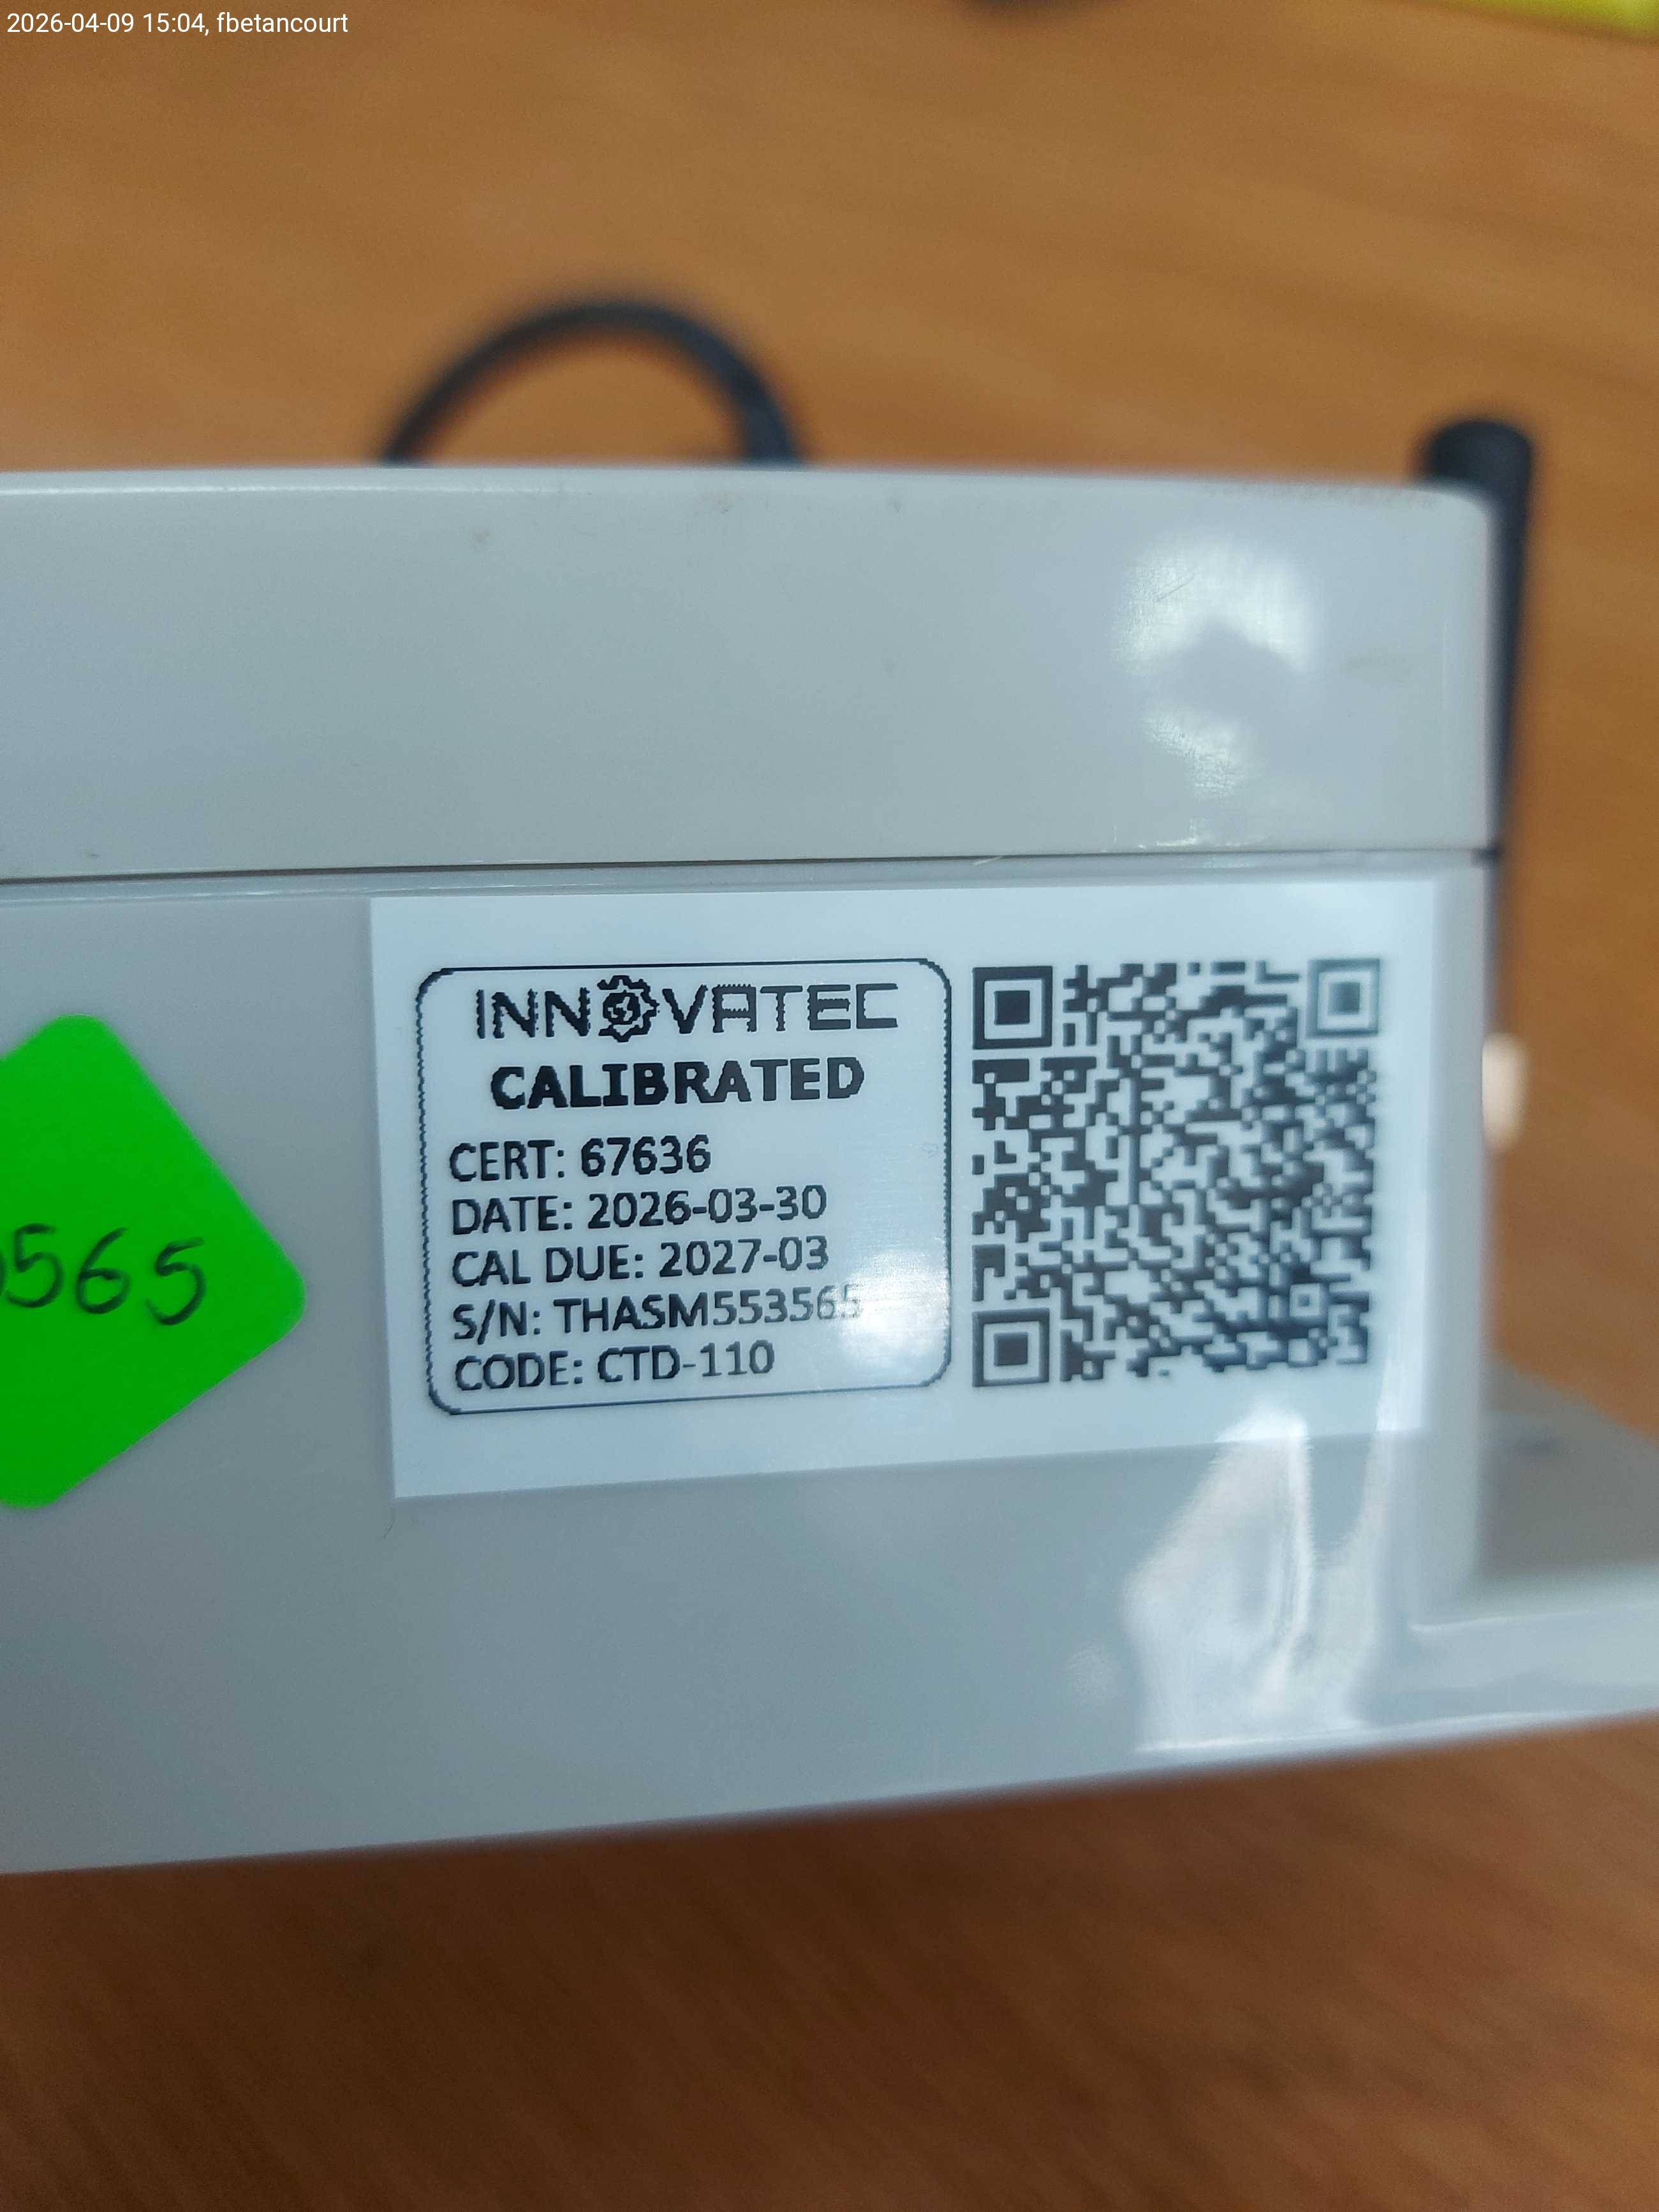 2026-04-09 15:04, fbetancourt
INNOVATEC
CALIBRATED
CERT: 67636
DATE: 2026-03-30
CAL DUE: 2027-03
S/N: THASM553565
CODE: CTD-110
565